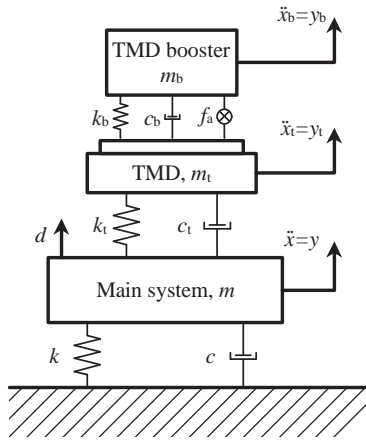 ẍb=yb
TMD booster
mb
kb
cb
fa
ẍt=yt
TMD, mt
d
kt
ct
ẍ=y
Main system, m
k
c